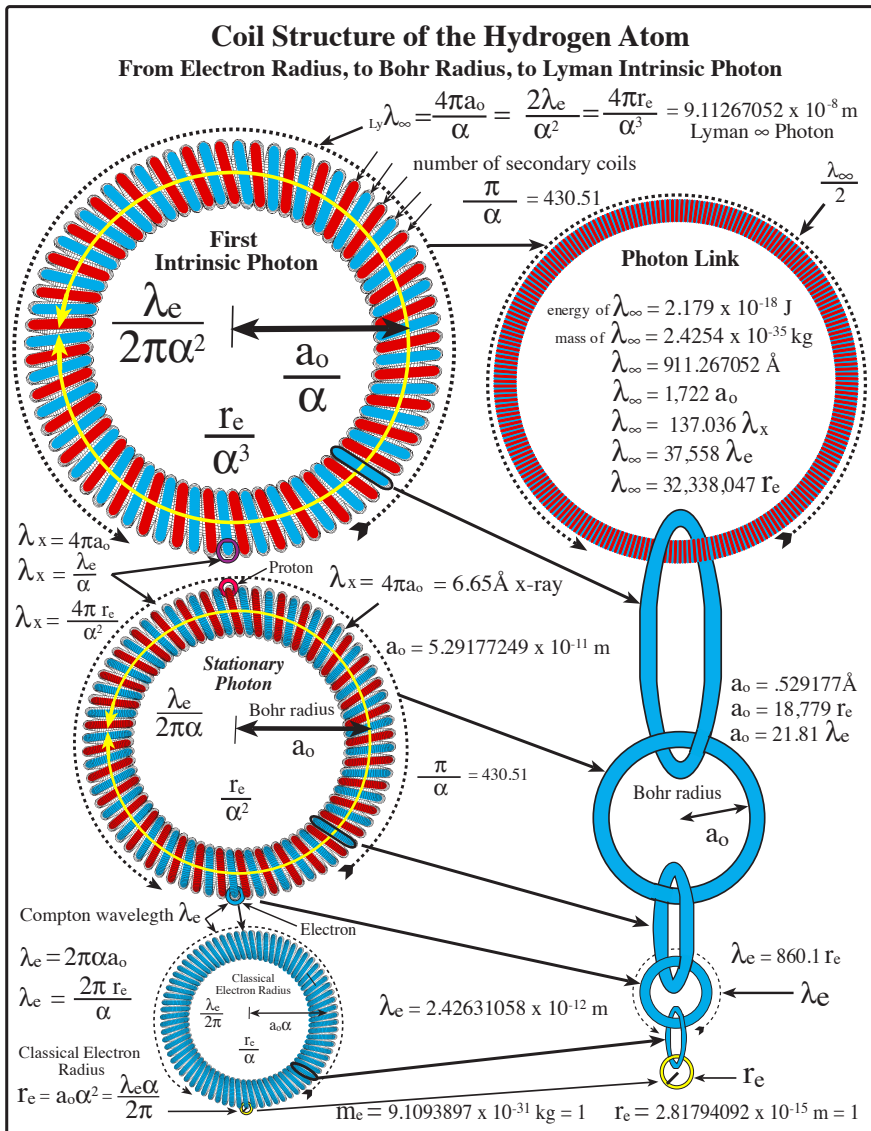 Coil Structure of the Hydrogen Atom
From Electron Radius, to Bohr Radius, to Lyman Intrinsic Photon
Lyλ∞ = 4πaₒ/α = 2λe/α² = 4πre/α³ = 9.11267052 x 10⁻⁸ m
Lyman ∞ Photon
number of secondary coils
π/α = 430.51
λ∞/2
First
Intrinsic Photon
λe/2πα²
aₒ/α
re/α³
Photon Link
energy of λ∞ = 2.179 x 10⁻¹⁸ J
mass of λ∞ = 2.4254 x 10⁻³⁵ kg
λ∞ = 911.267052 Å
λ∞ = 1,722 aₒ
λ∞ = 137.036 λx
λ∞ = 37,558 λe
λ∞ = 32,338,047 re
λx = 4πaₒ
λx = λe/α
λx = 4π re/α²
Proton
λx = 4πaₒ = 6.65Å x-ray
aₒ = 5.29177249 x 10⁻¹¹ m
Stationary
Photon
λe/2πα
Bohr radius
aₒ
re/α²
π/α = 430.51
aₒ = .529177Å
aₒ = 18,779 re
aₒ = 21.81 λe
Bohr radius
aₒ
Compton wavelegth λe
Electron
λe = 2παaₒ
λe = 2π re/α
Classical
Electron Radius
λe/2π
aₒα
re/α
λe = 2.42631058 x 10⁻¹² m
λe = 860.1 re
λe
Classical Electron
Radius
re = aₒα² = λeα/2π
re
me = 9.1093897 x 10⁻³¹ kg = 1
re = 2.81794092 x 10⁻¹⁵ m = 1